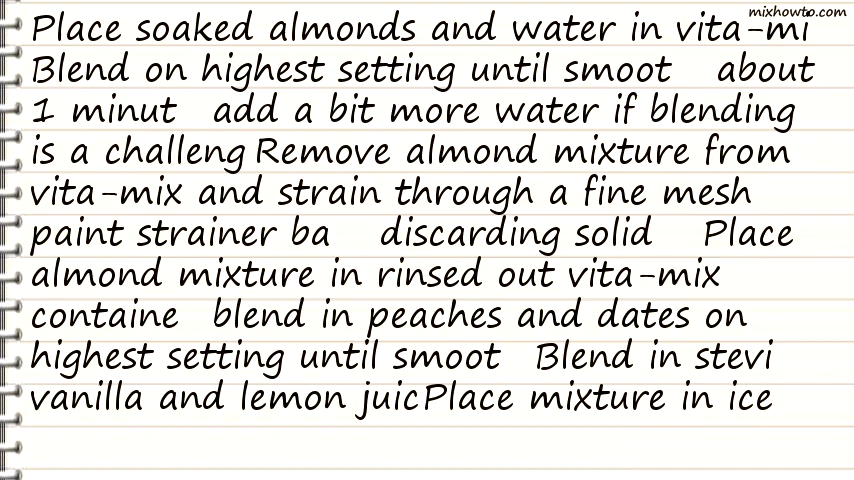 mixhowto.com
Place soaked almonds and water in vita-mi
Blend on highest setting until smoot about
1 minut add a bit more water if blending
is a challeng Remove almond mixture from
vita-mix and strain through a fine mesh
paint strainer ba discarding solid Place
almond mixture in rinsed out vita-mix
containe blend in peaches and dates on
highest setting until smoot Blend in stevi
vanilla and lemon juicPlace mixture in ice